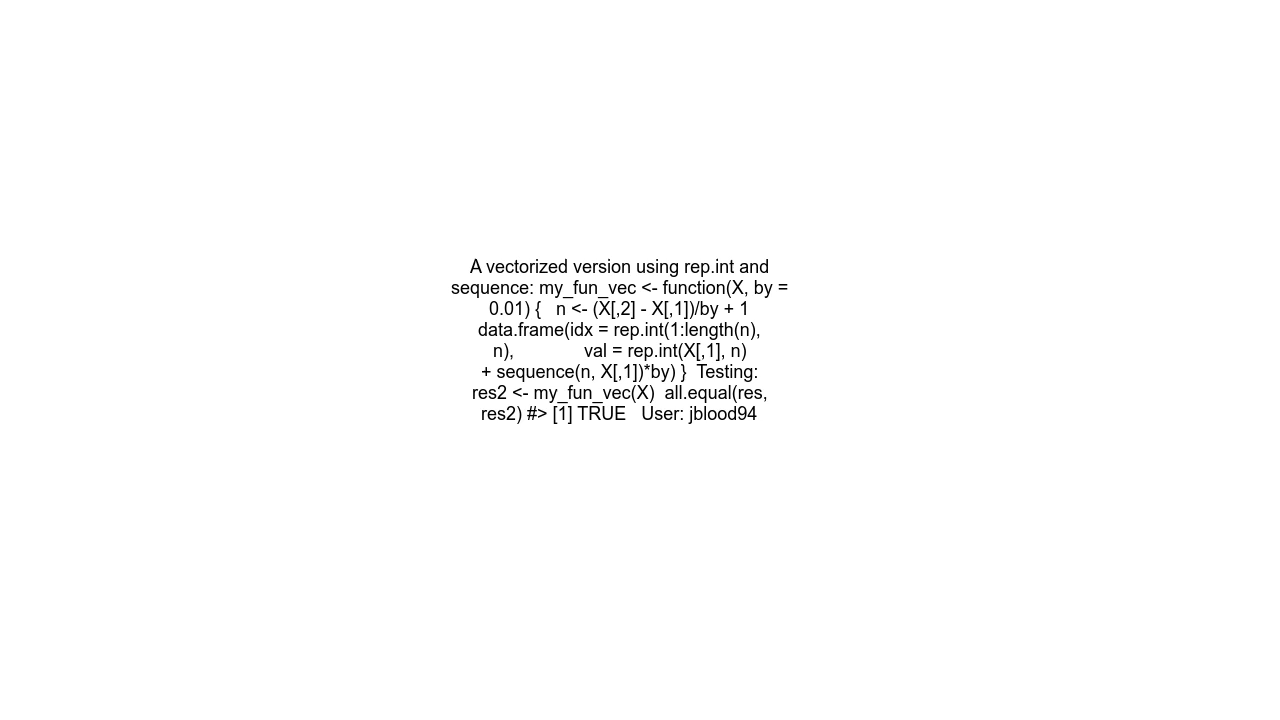 A vectorized version using rep.int and
sequence: my_fun_vec <- function(X, by =
0.01) {   n <- (X[,2] - X[,1])/by + 1
data.frame(idx = rep.int(1:length(n),
n),              val = rep.int(X[,1], n)
+ sequence(n, X[,1])*by) }  Testing:
res2 <- my_fun_vec(X)  all.equal(res,
res2) #> [1] TRUE   User: jblood94